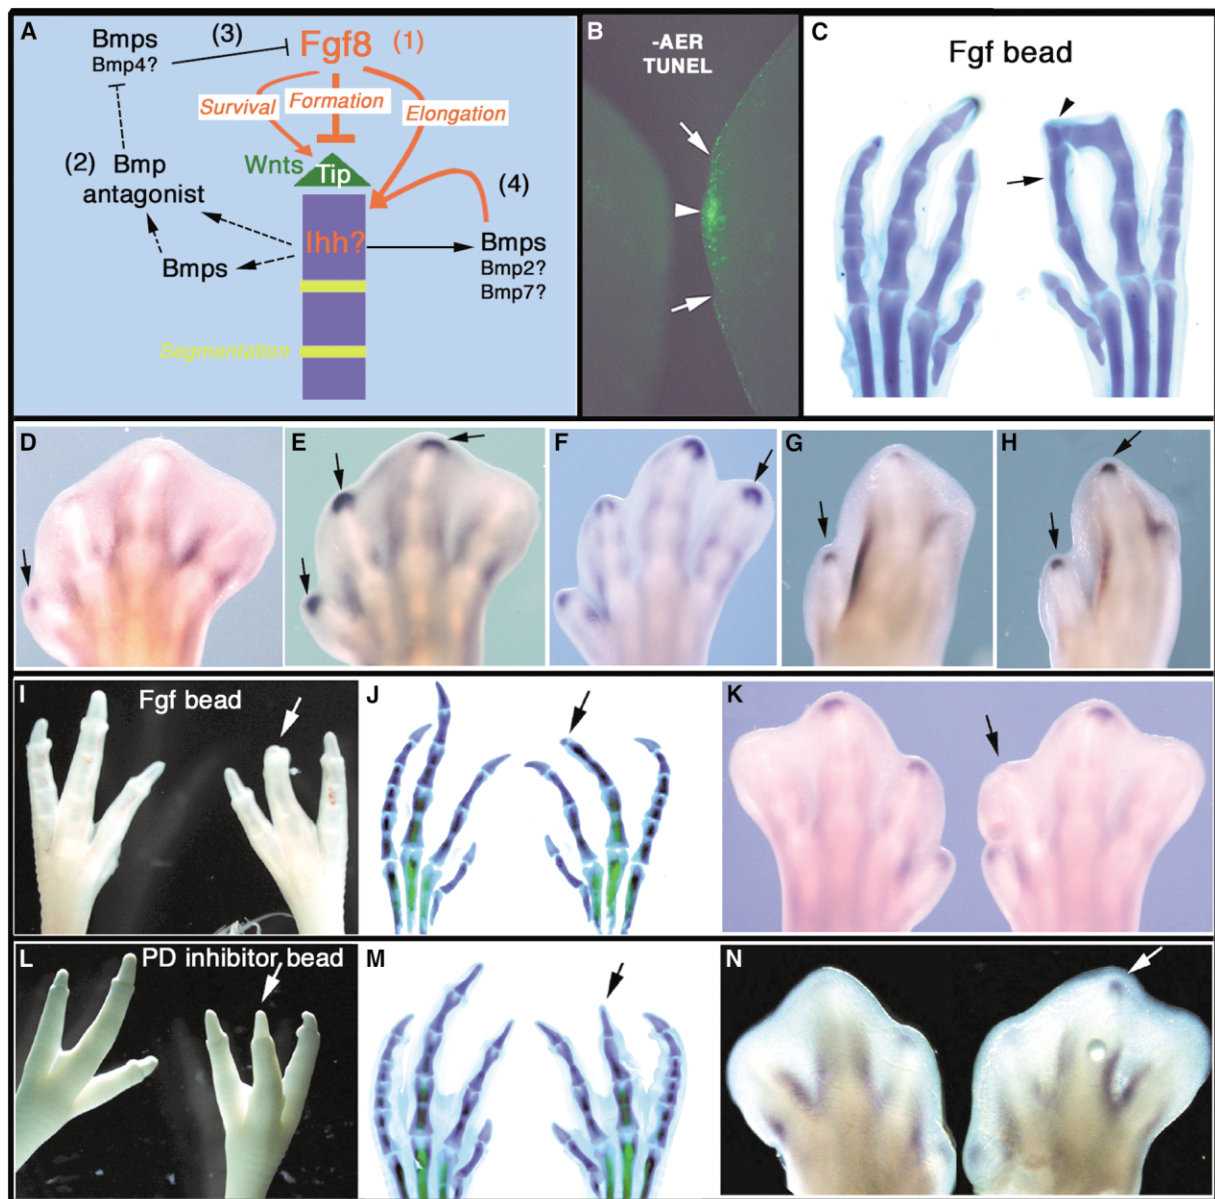 A
Bmps
Bmp4?
(3)
Fgf8
(1)
Survival
Formation
Elongation
Wnts
Tip
(2)
Bmp
antagonist
(4)
Ihh?
Bmps
Bmps
Bmp2?
Bmp7?
Segmentation
B
-AER
TUNEL
C
Fgf bead
D
E
F
G
H
I
Fgf bead
J
K
L
PD inhibitor bead
M
N